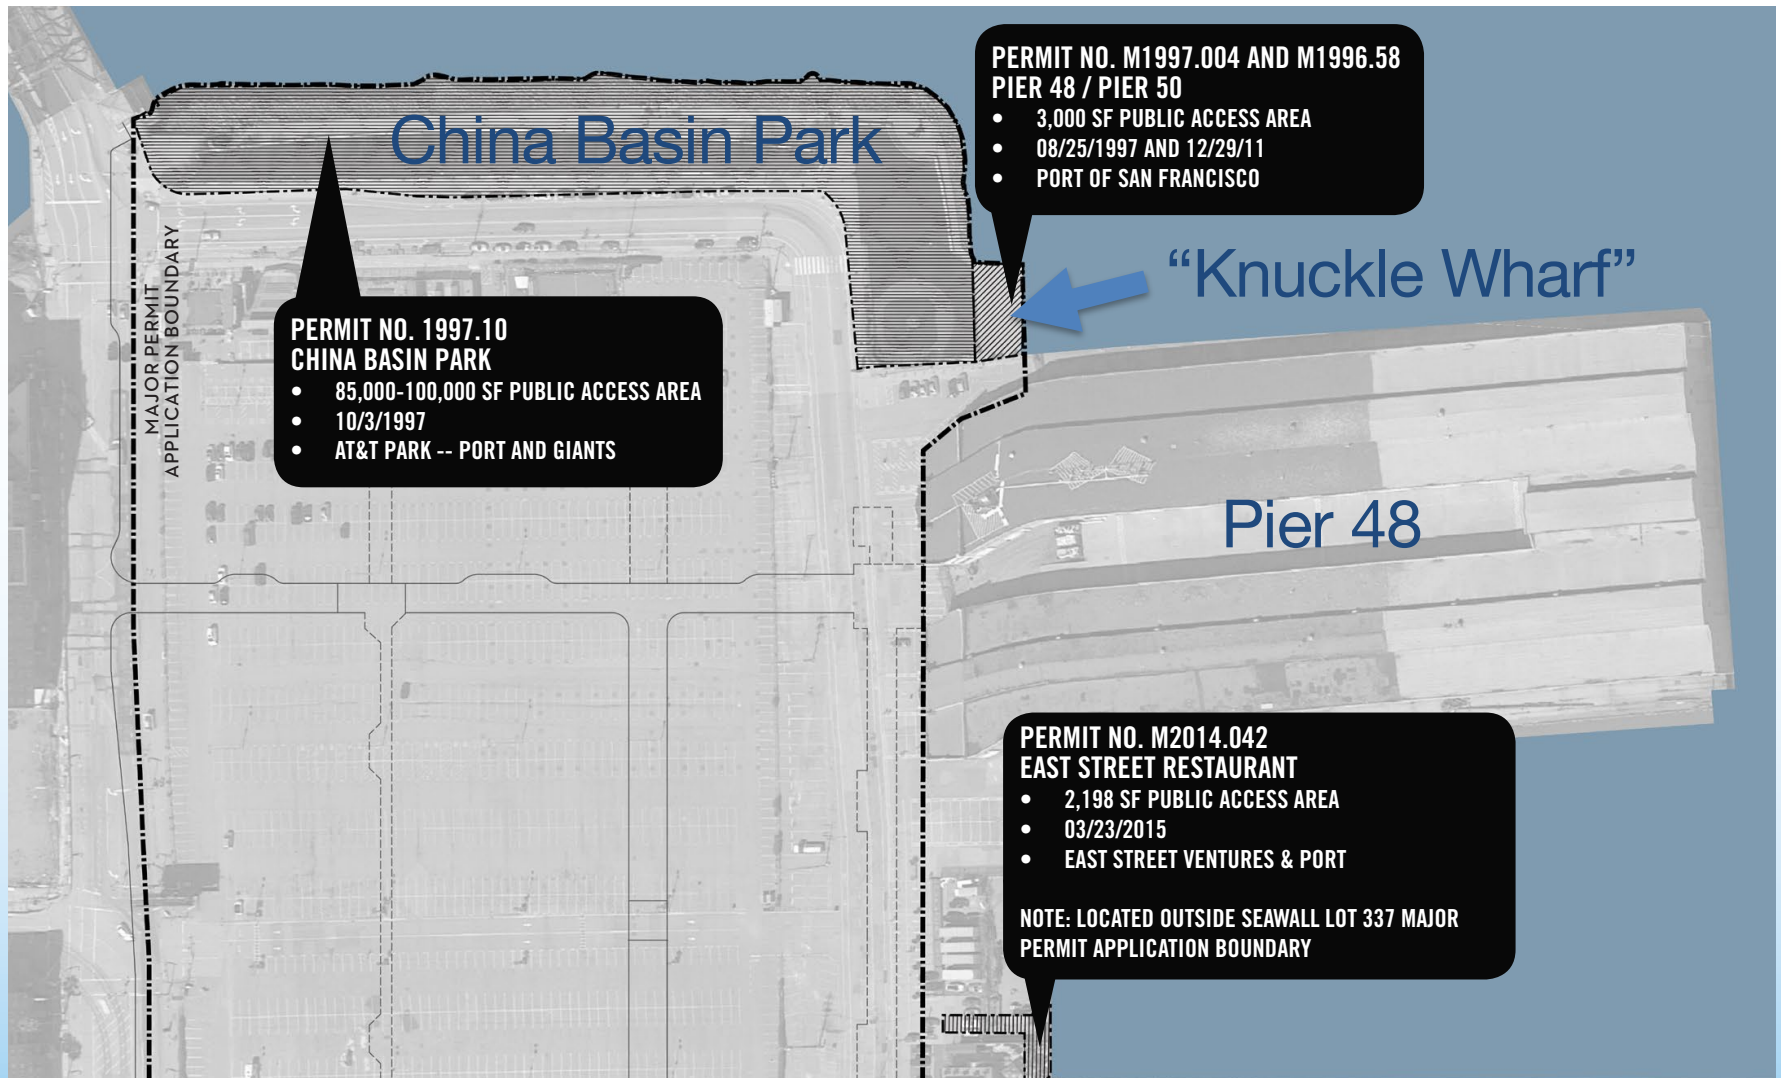 China Basin Park
PERMIT NO. M1997.004 AND M1996.58
PIER 48 / PIER 50
• 3,000 SF PUBLIC ACCESS AREA
• 08/25/1997 AND 12/29/11
• PORT OF SAN FRANCISCO
“Knuckle Wharf”
MAJOR PERMIT
APPLICATION BOUNDARY
PERMIT NO. 1997.10
CHINA BASIN PARK
• 85,000-100,000 SF PUBLIC ACCESS AREA
• 10/3/1997
• AT&T PARK -- PORT AND GIANTS
Pier 48
PERMIT NO. M2014.042
EAST STREET RESTAURANT
• 2,198 SF PUBLIC ACCESS AREA
• 03/23/2015
• EAST STREET VENTURES & PORT
NOTE: LOCATED OUTSIDE SEAWALL LOT 337 MAJOR
PERMIT APPLICATION BOUNDARY